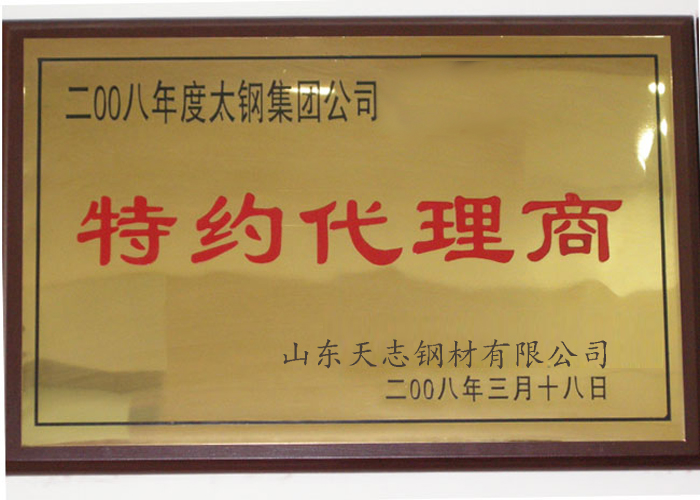 二00八年度太钢集团公司
特约代理商
山东天志钢材有限公司
二00八年三月十八日